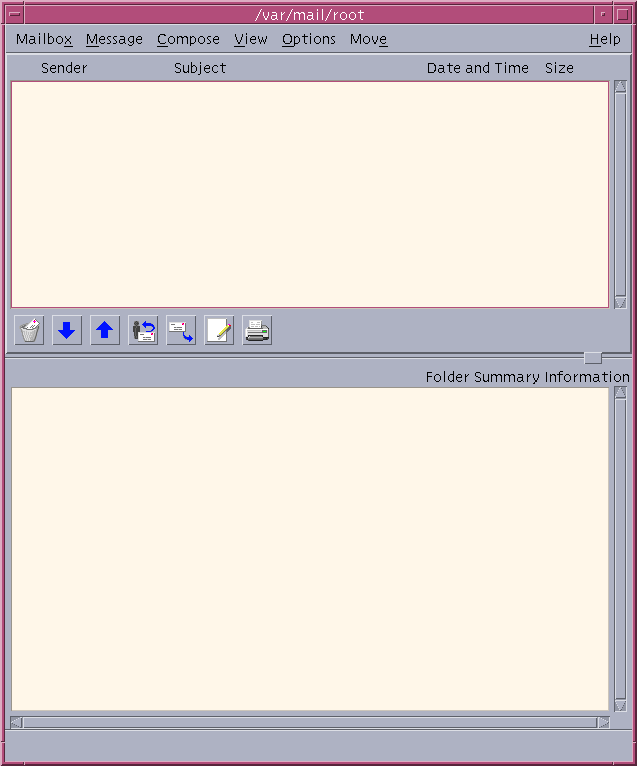 /var/mail/root
Mailbox Message Compose View Options Move Help
Sender Subject Date and Time Size
Folder Summary Information